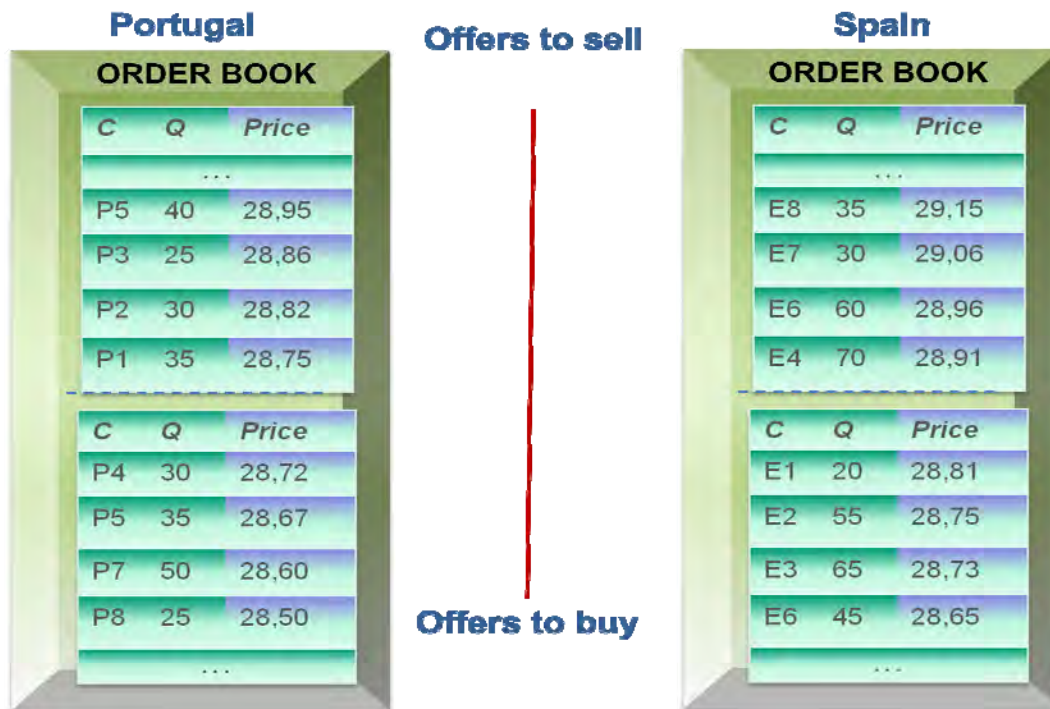 Portugal
Offers to sell
Spain
ORDER BOOK
C Q Price
...
P5 40 28,95
P3 25 28,86
P2 30 28,82
P1 35 28,75
C Q Price
P4 30 28,72
P5 35 28,67
P7 50 28,60
P8 25 28,50
...
ORDER BOOK
C Q Price
...
E8 35 29,15
E7 30 29,06
E6 60 28,96
E4 70 28,91
C Q Price
E1 20 28,81
E2 55 28,75
E3 65 28,73
E6 45 28,65
...
Offers to buy